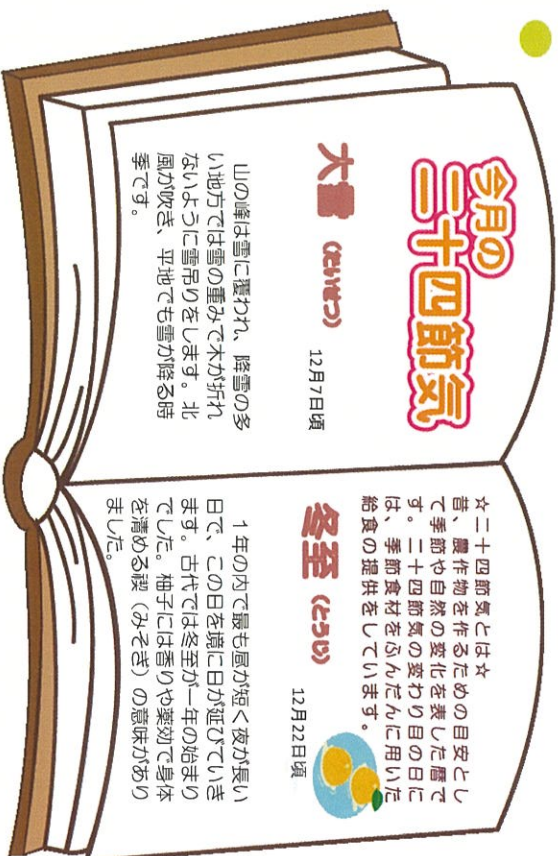 今月の
二十四節気
大雪(たいせつ)
12月7日頃
山の峰は雪に覆われ、降雪の多
い地方では雪の重みで木が折れ
ないように雪吊りをします。北
風が吹き、平地でも雪が降る時
季です。
☆二十四節気とは☆
昔、農作物を作るための目安とし
て季節や自然の変化を表した暦で
す。二十四節気の変わり目の日に
は、季節食材をふんだんに用いた
給食の提供をしています。
冬至(とうじ)
12月22日頃
1年の内で最も昼が短く夜が長い
日で、この日を境に日が延びていき
ます。古代では冬至が一年の始まり
でした。柚子には香りや薬効で身体
を清める禊(みそぎ)の意味があり
ました。